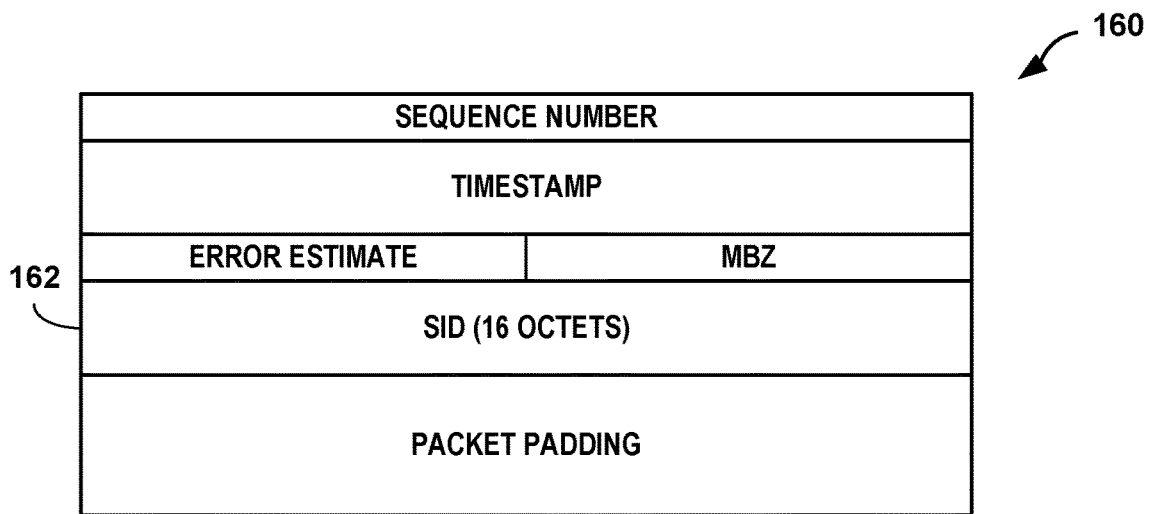 160
SEQUENCE NUMBER
TIMESTAMP
ERROR ESTIMATE
MBZ
162
SID (16 OCTETS)
PACKET PADDING